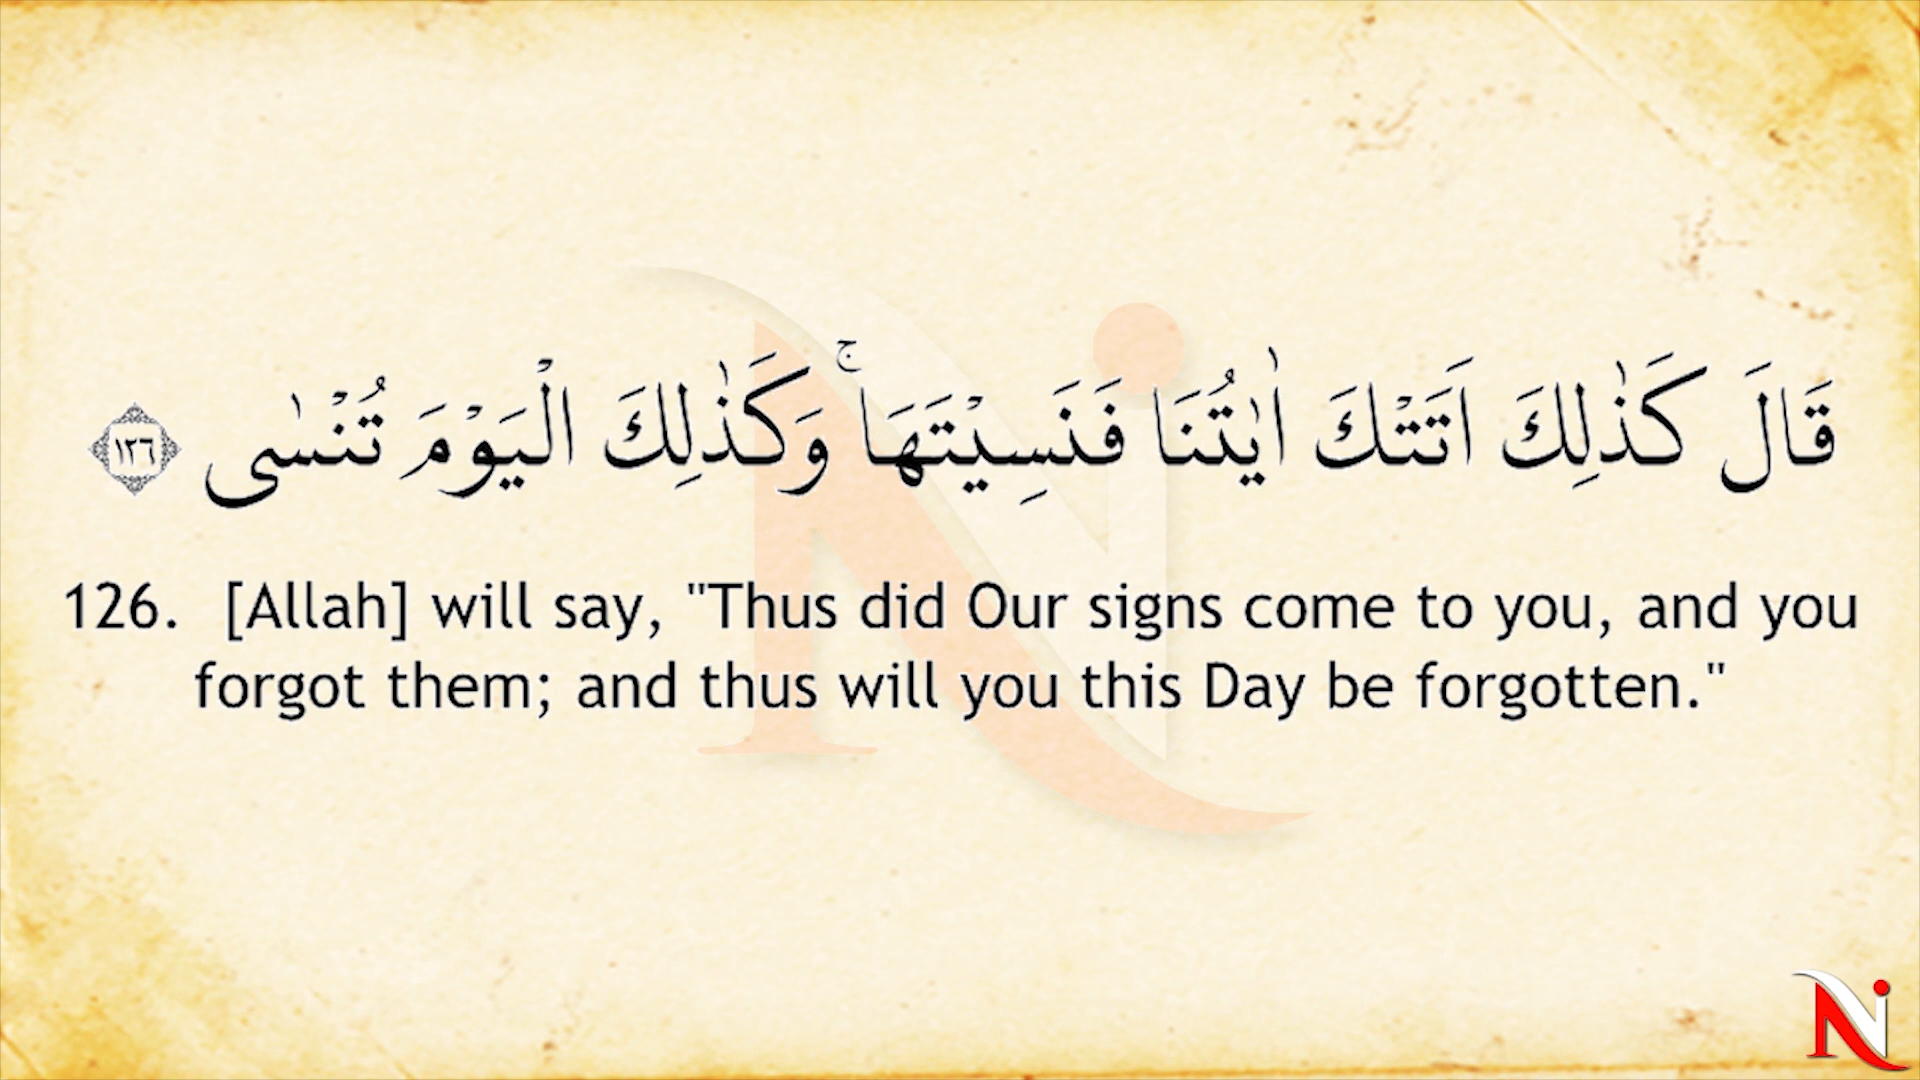 قَالَ كَذٰلِكَ اَتَتْكَ اٰيٰتُنَا فَنَسِيْتَهَا ۚ وَكَذٰلِكَ الْيَوْمَ تُنْسٰى ١٢٦
126. [Allah] will say, "Thus did Our signs come to you, and you
forgot them; and thus will you this Day be forgotten."